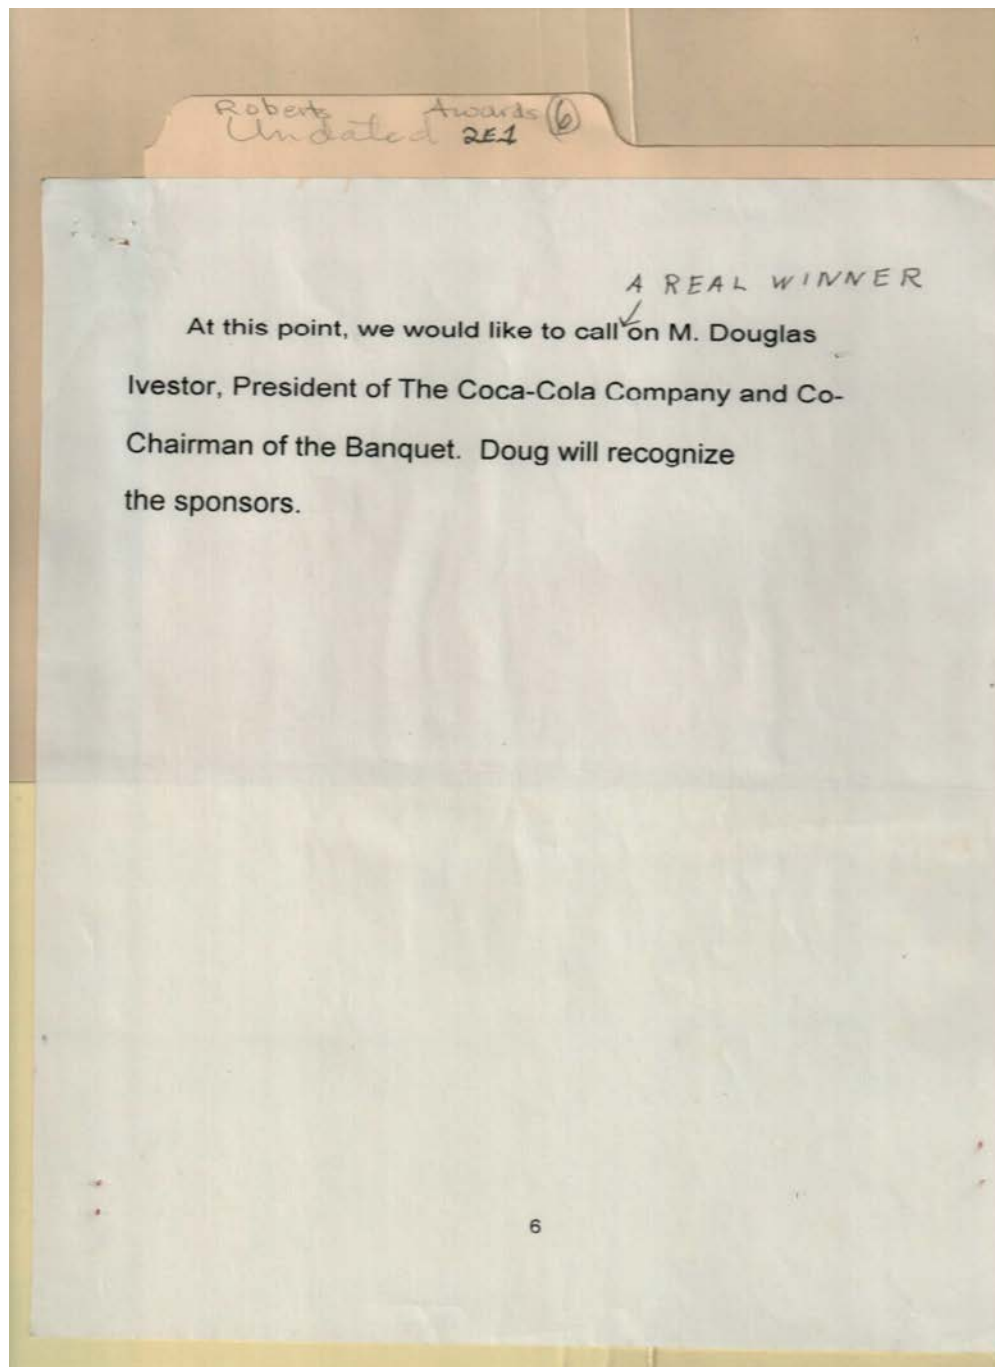 Roberts Awards 6
Undated 2E1
A REAL WINNER
At this point, we would like to call on M. Douglas
Ivestor, President of The Coca-Cola Company and Co-
Chairman of the Banquet. Doug will recognize
the sponsors.
6